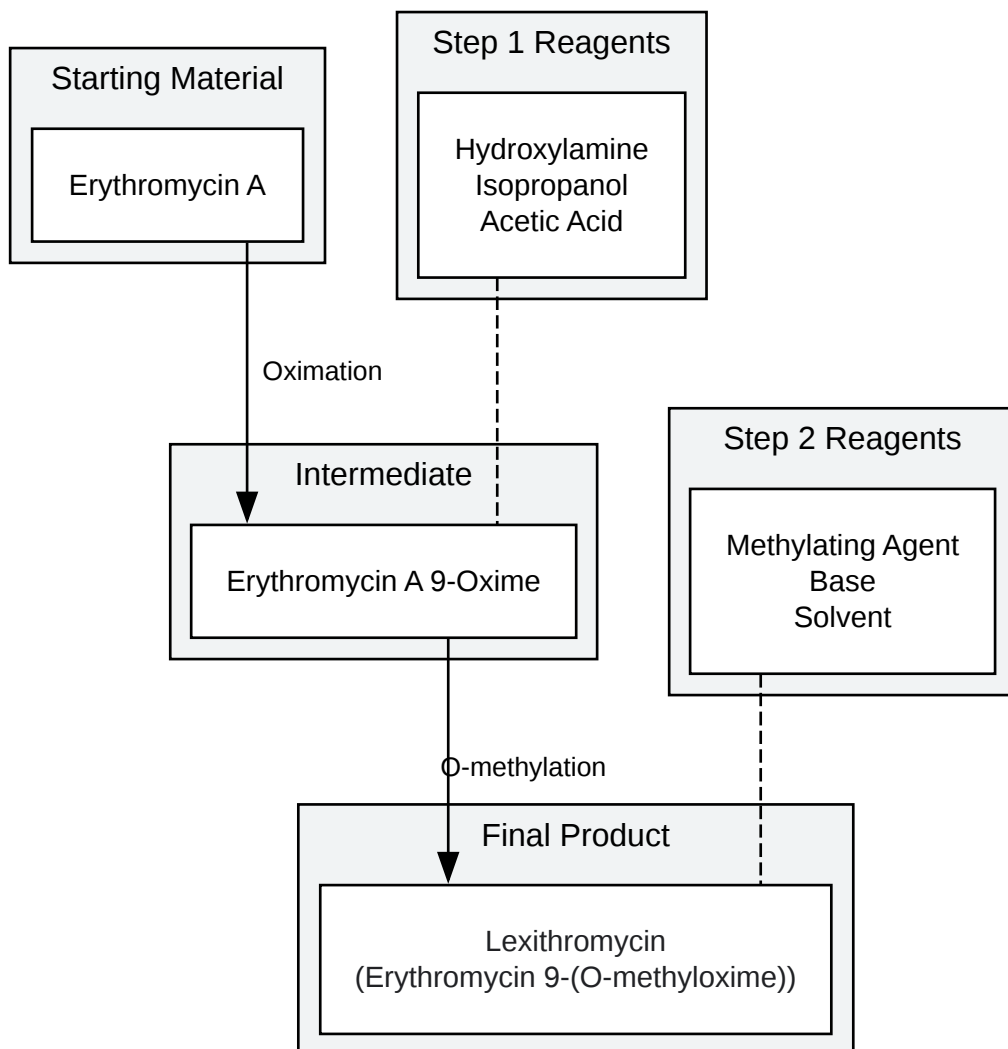 Step 1 Reagents
Starting Material
Hydroxylamine
Isopropanol
Acetic Acid
Erythromycin A
Oximation
Step 2 Reagents
Intermediate
Methylating Agent
Base
Solvent
Erythromycin A 9-Oxime
O-methylation
Final Product
Lexithromycin
(Erythromycin 9-(O-methyloxime))